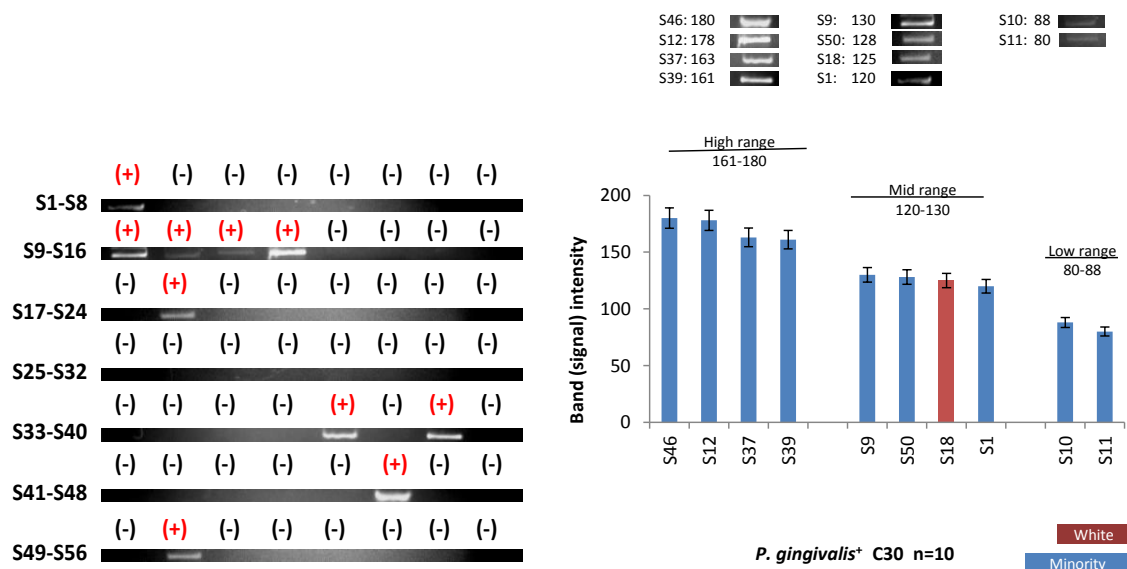 S46: 180 S9: 130 S10: 88
S12: 178 S50: 128 S11: 80
S37: 163 S18: 125
S39: 161 S1: 120
(+) (-) (-) (-) (-) (-) (-) (-)
S1-S8
(+) (+) (+) (+) (-) (-) (-) (-)
S9-S16
(-) (+) (-) (-) (-) (-) (-) (-)
S17-S24
(-) (-) (-) (-) (-) (-) (-) (-)
S25-S32
(-) (-) (-) (-) (+) (-) (+) (-)
S33-S40
(-) (-) (-) (-) (-) (+) (-) (-)
S41-S48
(-) (+) (-) (-) (-) (-) (-) (-)
S49-S56
High range
161-180
Mid range
120-130
Low range
80-88
Band (signal) intensity
200
150
100
50
0
S46 S12 S37 S39 S9 S50 S18 S1 S10 S11
P. gingivalis⁺ C30 n=10
White
Minority